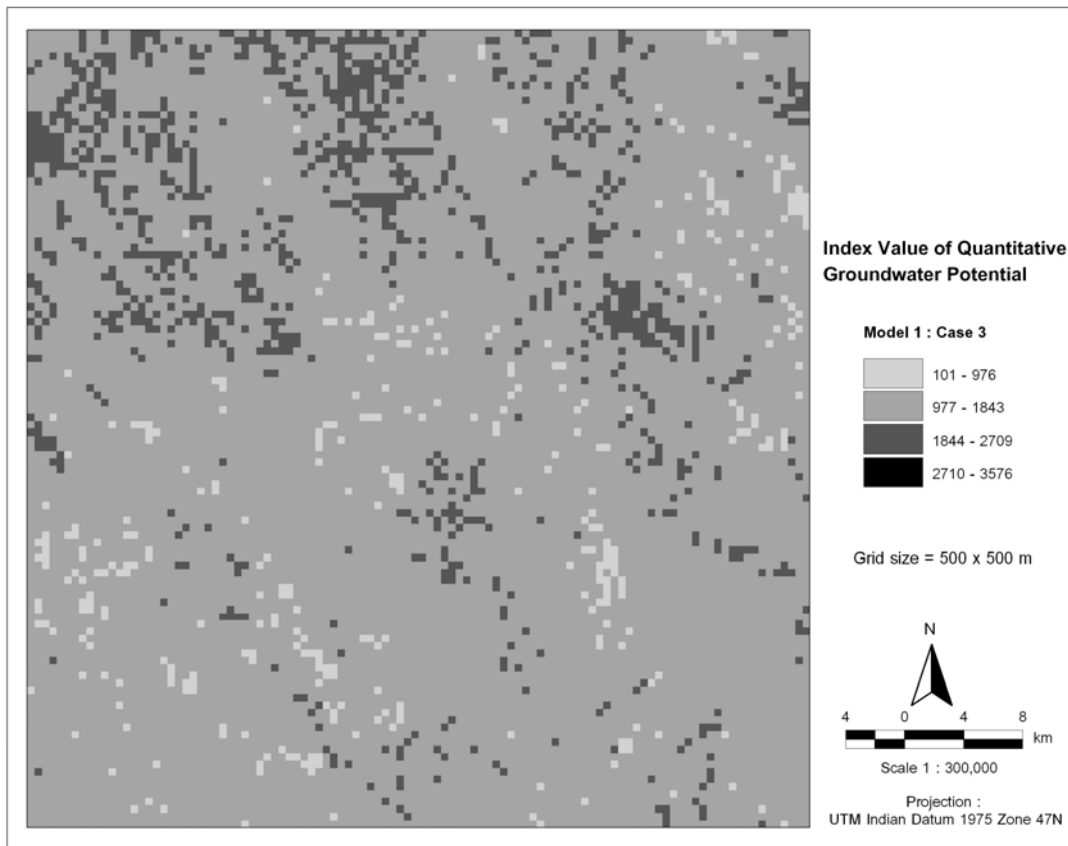 Index Value of Quantitative
Groundwater Potential
Model 1 : Case 3
101 - 976
977 - 1843
1844 - 2709
2710 - 3576
Grid size = 500 x 500 m
N
4 0 4 8
km
Scale 1 : 300,000
Projection :
UTM Indian Datum 1975 Zone 47N